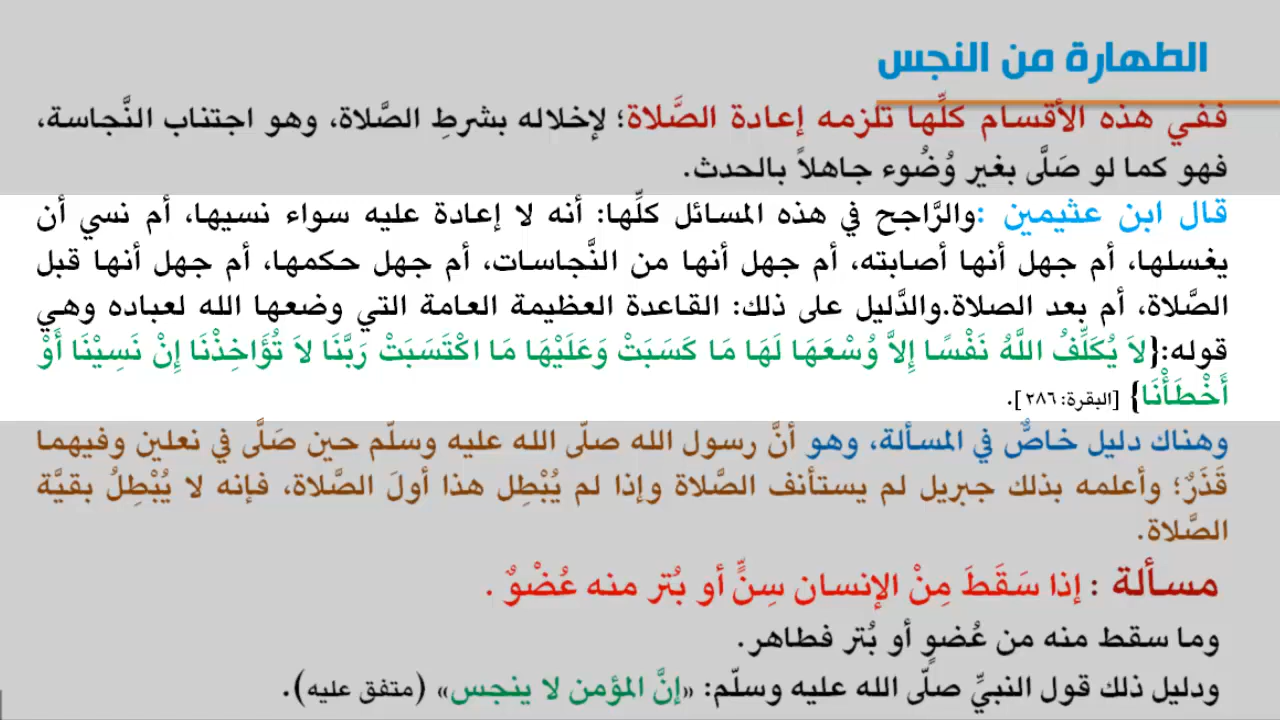 الطهارة من النجس
ففي هذه الأقسام كلِّها تلزمه إعادة الصَّلاة؛ لإخلاله بشرطِ الصَّلاة، وهو اجتناب النَّجاسة،
فهو كما لو صَلَّى بغير وُضُوء جاهلاً بالحدث.
قال ابن عثيمين :والرَّاجح في هذه المسائل كلِّها: أنه لا إعادة عليه سواء نسيها، أم نسي أن
يغسلها، أم جهل أنها أصابته، أم جهل أنها من النَّجاسات، أم جهل حكمها، أم جهل أنها قبل
الصَّلاة، أم بعد الصلاة.والدَّليل على ذلك: القاعدة العظيمة العامة التي وضعها الله لعباده وهي
قوله:{لاَ يُكَلِّفُ اللَّهُ نَفْسًا إِلاَّ وُسْعَهَا لَهَا مَا كَسَبَتْ وَعَلَيْهَا مَا اكْتَسَبَتْ رَبَّنَا لاَ تُؤَاخِذْنَا إِنْ نَسِيْنَا أَوْ
أَخْطَأْنَا} [البقرة: ٢٨٦].
وهناك دليل خاصٌّ في المسألة، وهو أنَّ رسول الله صلّى الله عليه وسلّم حين صَلَّى في نعلين وفيهما
قَذَرٌ؛ وأعلمه بذلك جبريل لم يستأنف الصَّلاة وإذا لم يُبْطِل هذا أولَ الصَّلاة، فإنه لا يُبْطِلُ بقيَّة
الصَّلاة.
مسألة : إذا سَقَطَ مِنْ الإنسان سِنٍّ أو بُتر منه عُضْوٌ .
وما سقط منه من عُضوٍ أو بُتر فطاهر.
ودليل ذلك قول النبيِّ صلّى الله عليه وسلّم: «إنَّ المؤمن لا ينجس» (متفق عليه).